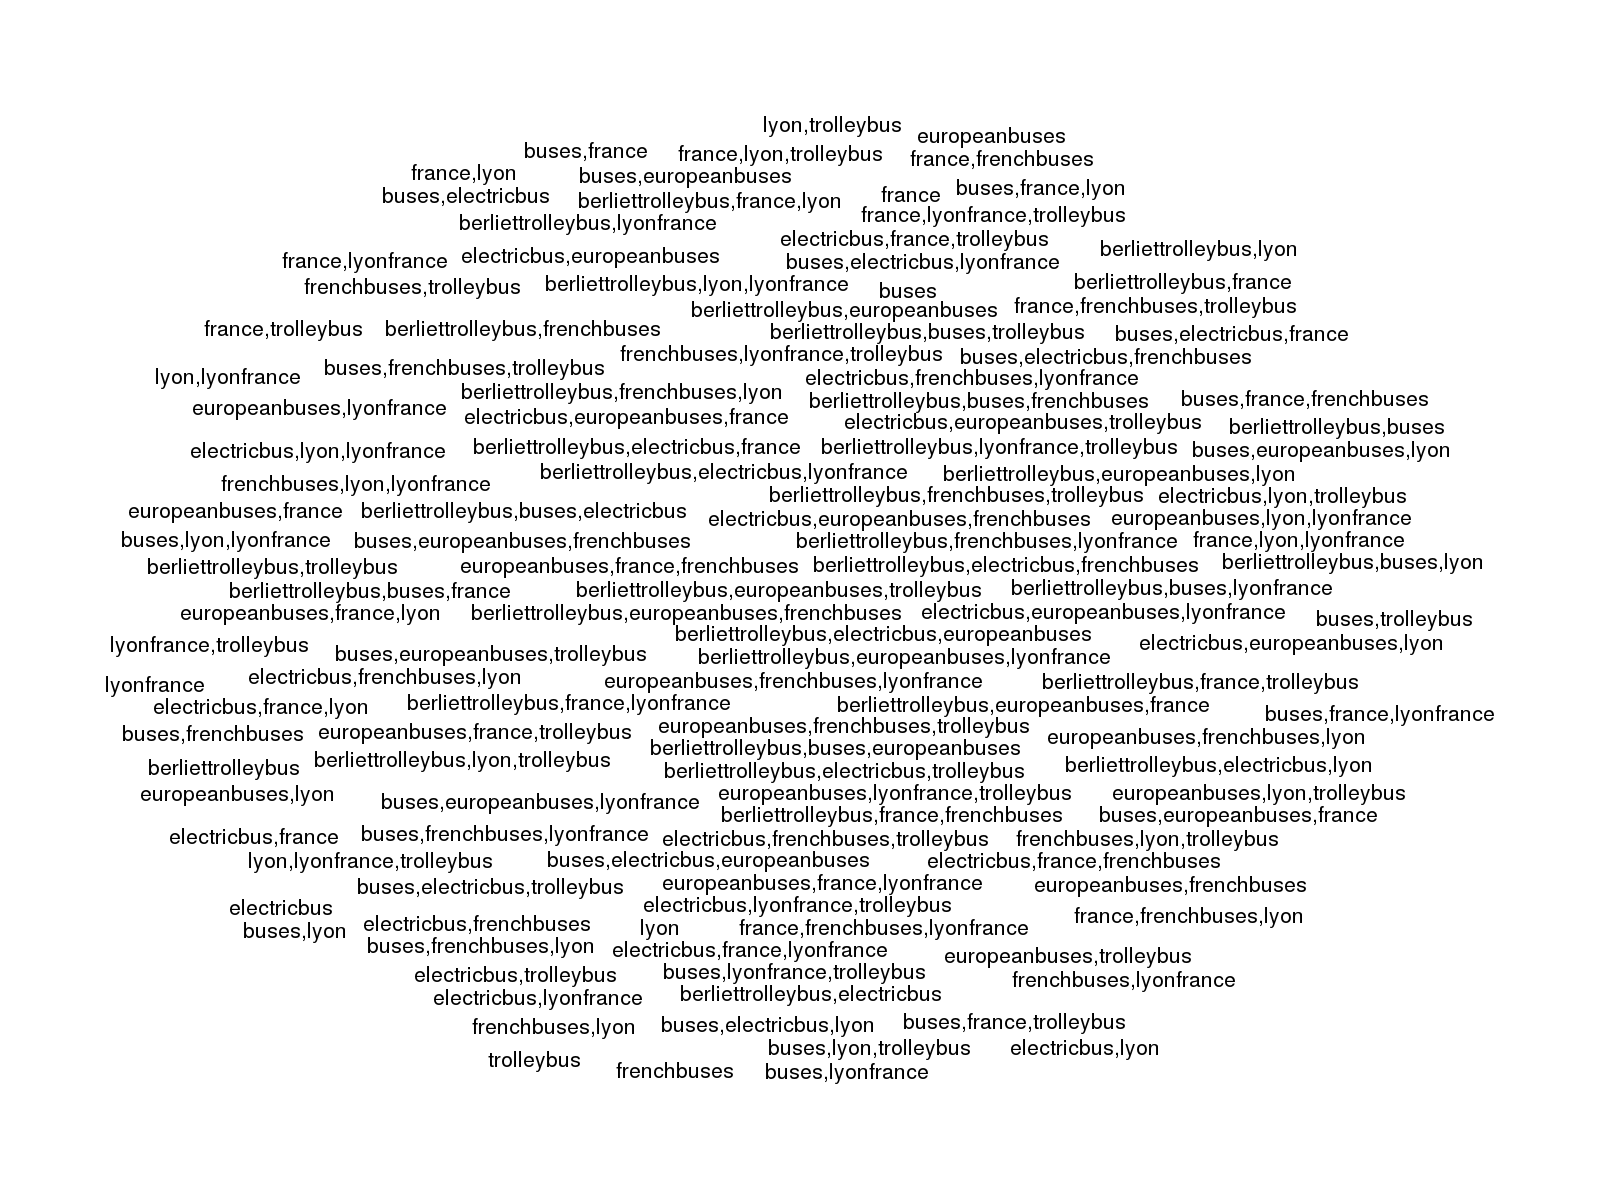 lyon,trolleybus
europeanbuses
buses,france
france,lyon,trolleybus
france,frenchbuses
france,lyon
buses,europeanbuses
buses,electricbus
berliettrolleybus,france,lyon
france
buses,france,lyon
berliettrolleybus,lyonfrance
france,lyonfrance,trolleybus
electricbus,france,trolleybus
berliettrolleybus,lyon
france,lyonfrance
electricbus,europeanbuses
buses,electricbus,lyonfrance
frenchbuses,trolleybus
berliettrolleybus,lyon,lyonfrance
buses
berliettrolleybus,france
berliettrolleybus,europeanbuses
france,frenchbuses,trolleybus
france,trolleybus
berliettrolleybus,frenchbuses
berliettrolleybus,buses,trolleybus
buses,electricbus,france
frenchbuses,lyonfrance,trolleybus
buses,electricbus,frenchbuses
lyon,lyonfrance
buses,frenchbuses,trolleybus
electricbus,frenchbuses,lyonfrance
berliettrolleybus,frenchbuses,lyon
berliettrolleybus,buses,frenchbuses
buses,france,frenchbuses
europeanbuses,lyonfrance
electricbus,europeanbuses,france
electricbus,europeanbuses,trolleybus
berliettrolleybus,buses
electricbus,lyon,lyonfrance
berliettrolleybus,electricbus,france
berliettrolleybus,lyonfrance,trolleybus
buses,europeanbuses,lyon
berliettrolleybus,electricbus,lyonfrance
berliettrolleybus,europeanbuses,lyon
frenchbuses,lyon,lyonfrance
berliettrolleybus,frenchbuses,trolleybus
electricbus,lyon,trolleybus
europeanbuses,france
berliettrolleybus,buses,electricbus
electricbus,europeanbuses,frenchbuses
europeanbuses,lyon,lyonfrance
buses,lyon,lyonfrance
buses,europeanbuses,frenchbuses
berliettrolleybus,frenchbuses,lyonfrance
france,lyon,lyonfrance
berliettrolleybus,trolleybus
europeanbuses,france,frenchbuses
berliettrolleybus,electricbus,frenchbuses
berliettrolleybus,buses,lyon
berliettrolleybus,buses,france
berliettrolleybus,europeanbuses,trolleybus
berliettrolleybus,buses,lyonfrance
europeanbuses,france,lyon
berliettrolleybus,europeanbuses,frenchbuses
electricbus,europeanbuses,lyonfrance
buses,trolleybus
berliettrolleybus,electricbus,europeanbuses
lyonfrance,trolleybus
buses,europeanbuses,trolleybus
berliettrolleybus,europeanbuses,lyonfrance
electricbus,europeanbuses,lyon
lyonfrance
electricbus,frenchbuses,lyon
europeanbuses,frenchbuses,lyonfrance
berliettrolleybus,france,trolleybus
electricbus,france,lyon
berliettrolleybus,france,lyonfrance
berliettrolleybus,europeanbuses,france
buses,france,lyonfrance
buses,frenchbuses
europeanbuses,france,trolleybus
europeanbuses,frenchbuses,trolleybus
europeanbuses,frenchbuses,lyon
berliettrolleybus,buses,europeanbuses
berliettrolleybus
berliettrolleybus,lyon,trolleybus
berliettrolleybus,electricbus,trolleybus
berliettrolleybus,electricbus,lyon
europeanbuses,lyon
buses,europeanbuses,lyonfrance
europeanbuses,lyonfrance,trolleybus
europeanbuses,lyon,trolleybus
berliettrolleybus,france,frenchbuses
buses,europeanbuses,france
electricbus,france
buses,frenchbuses,lyonfrance
electricbus,frenchbuses,trolleybus
frenchbuses,lyon,trolleybus
lyon,lyonfrance,trolleybus
buses,electricbus,europeanbuses
electricbus,france,frenchbuses
buses,electricbus,trolleybus
europeanbuses,france,lyonfrance
europeanbuses,frenchbuses
electricbus
electricbus,lyonfrance,trolleybus
france,frenchbuses,lyon
buses,lyon
electricbus,frenchbuses
lyon
france,frenchbuses,lyonfrance
buses,frenchbuses,lyon
electricbus,france,lyonfrance
europeanbuses,trolleybus
electricbus,trolleybus
buses,lyonfrance,trolleybus
frenchbuses,lyonfrance
electricbus,lyonfrance
berliettrolleybus,electricbus
frenchbuses,lyon
buses,electricbus,lyon
buses,france,trolleybus
buses,lyon,trolleybus
electricbus,lyon
trolleybus
frenchbuses
buses,lyonfrance